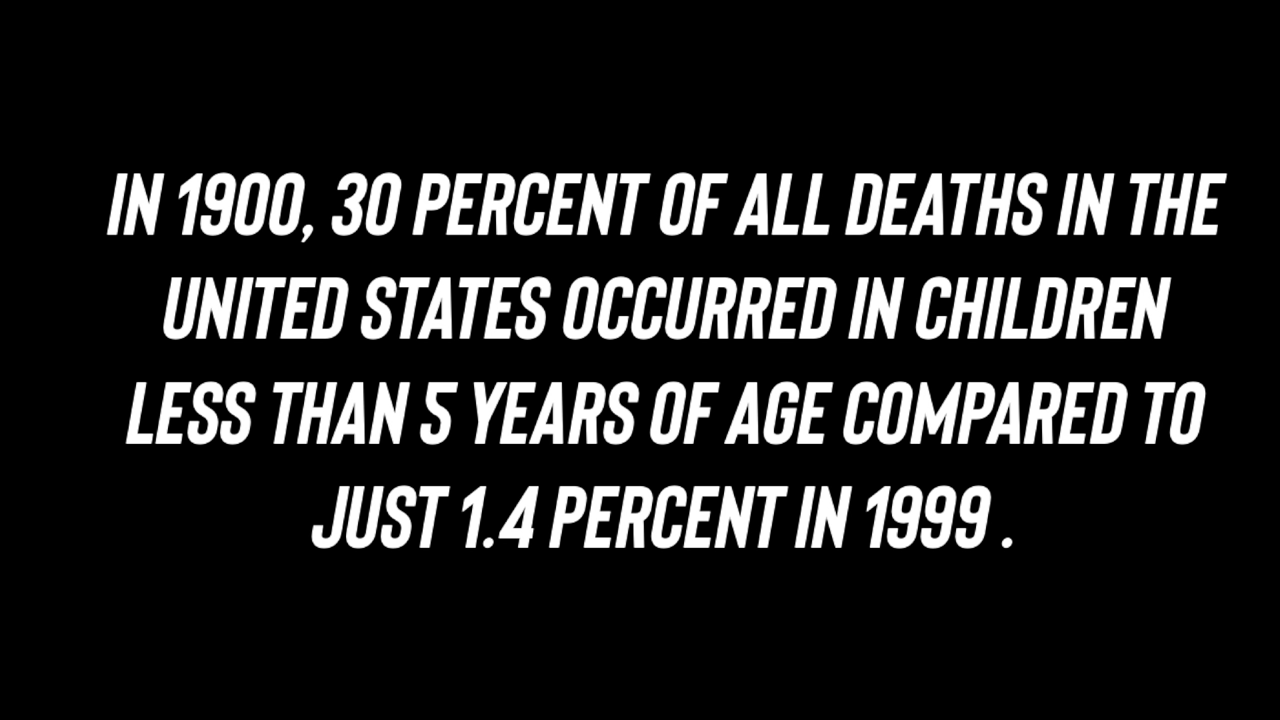 IN 1900, 30 PERCENT OF ALL DEATHS IN THE
UNITED STATES OCCURRED IN CHILDREN
LESS THAN 5 YEARS OF AGE COMPARED TO
JUST 1.4 PERCENT IN 1999 .